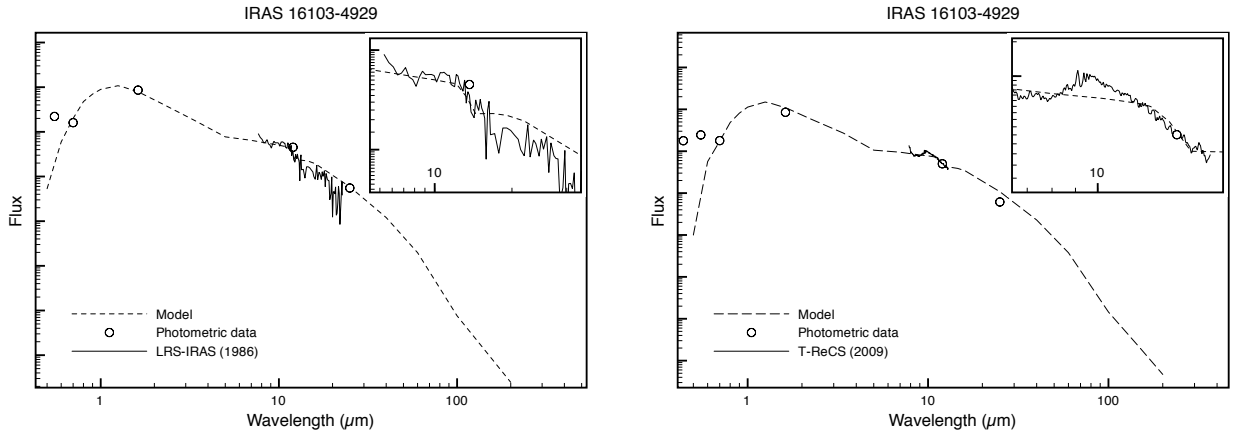 IRAS 16103-4929
10
Flux
Model
Photometric data
LRS-IRAS (1986)
1 10 100
Wavelength (µm)
IRAS 16103-4929
10
Flux
Model
Photometric data
T-ReCS (2009)
1 10 100
Wavelength (µm)